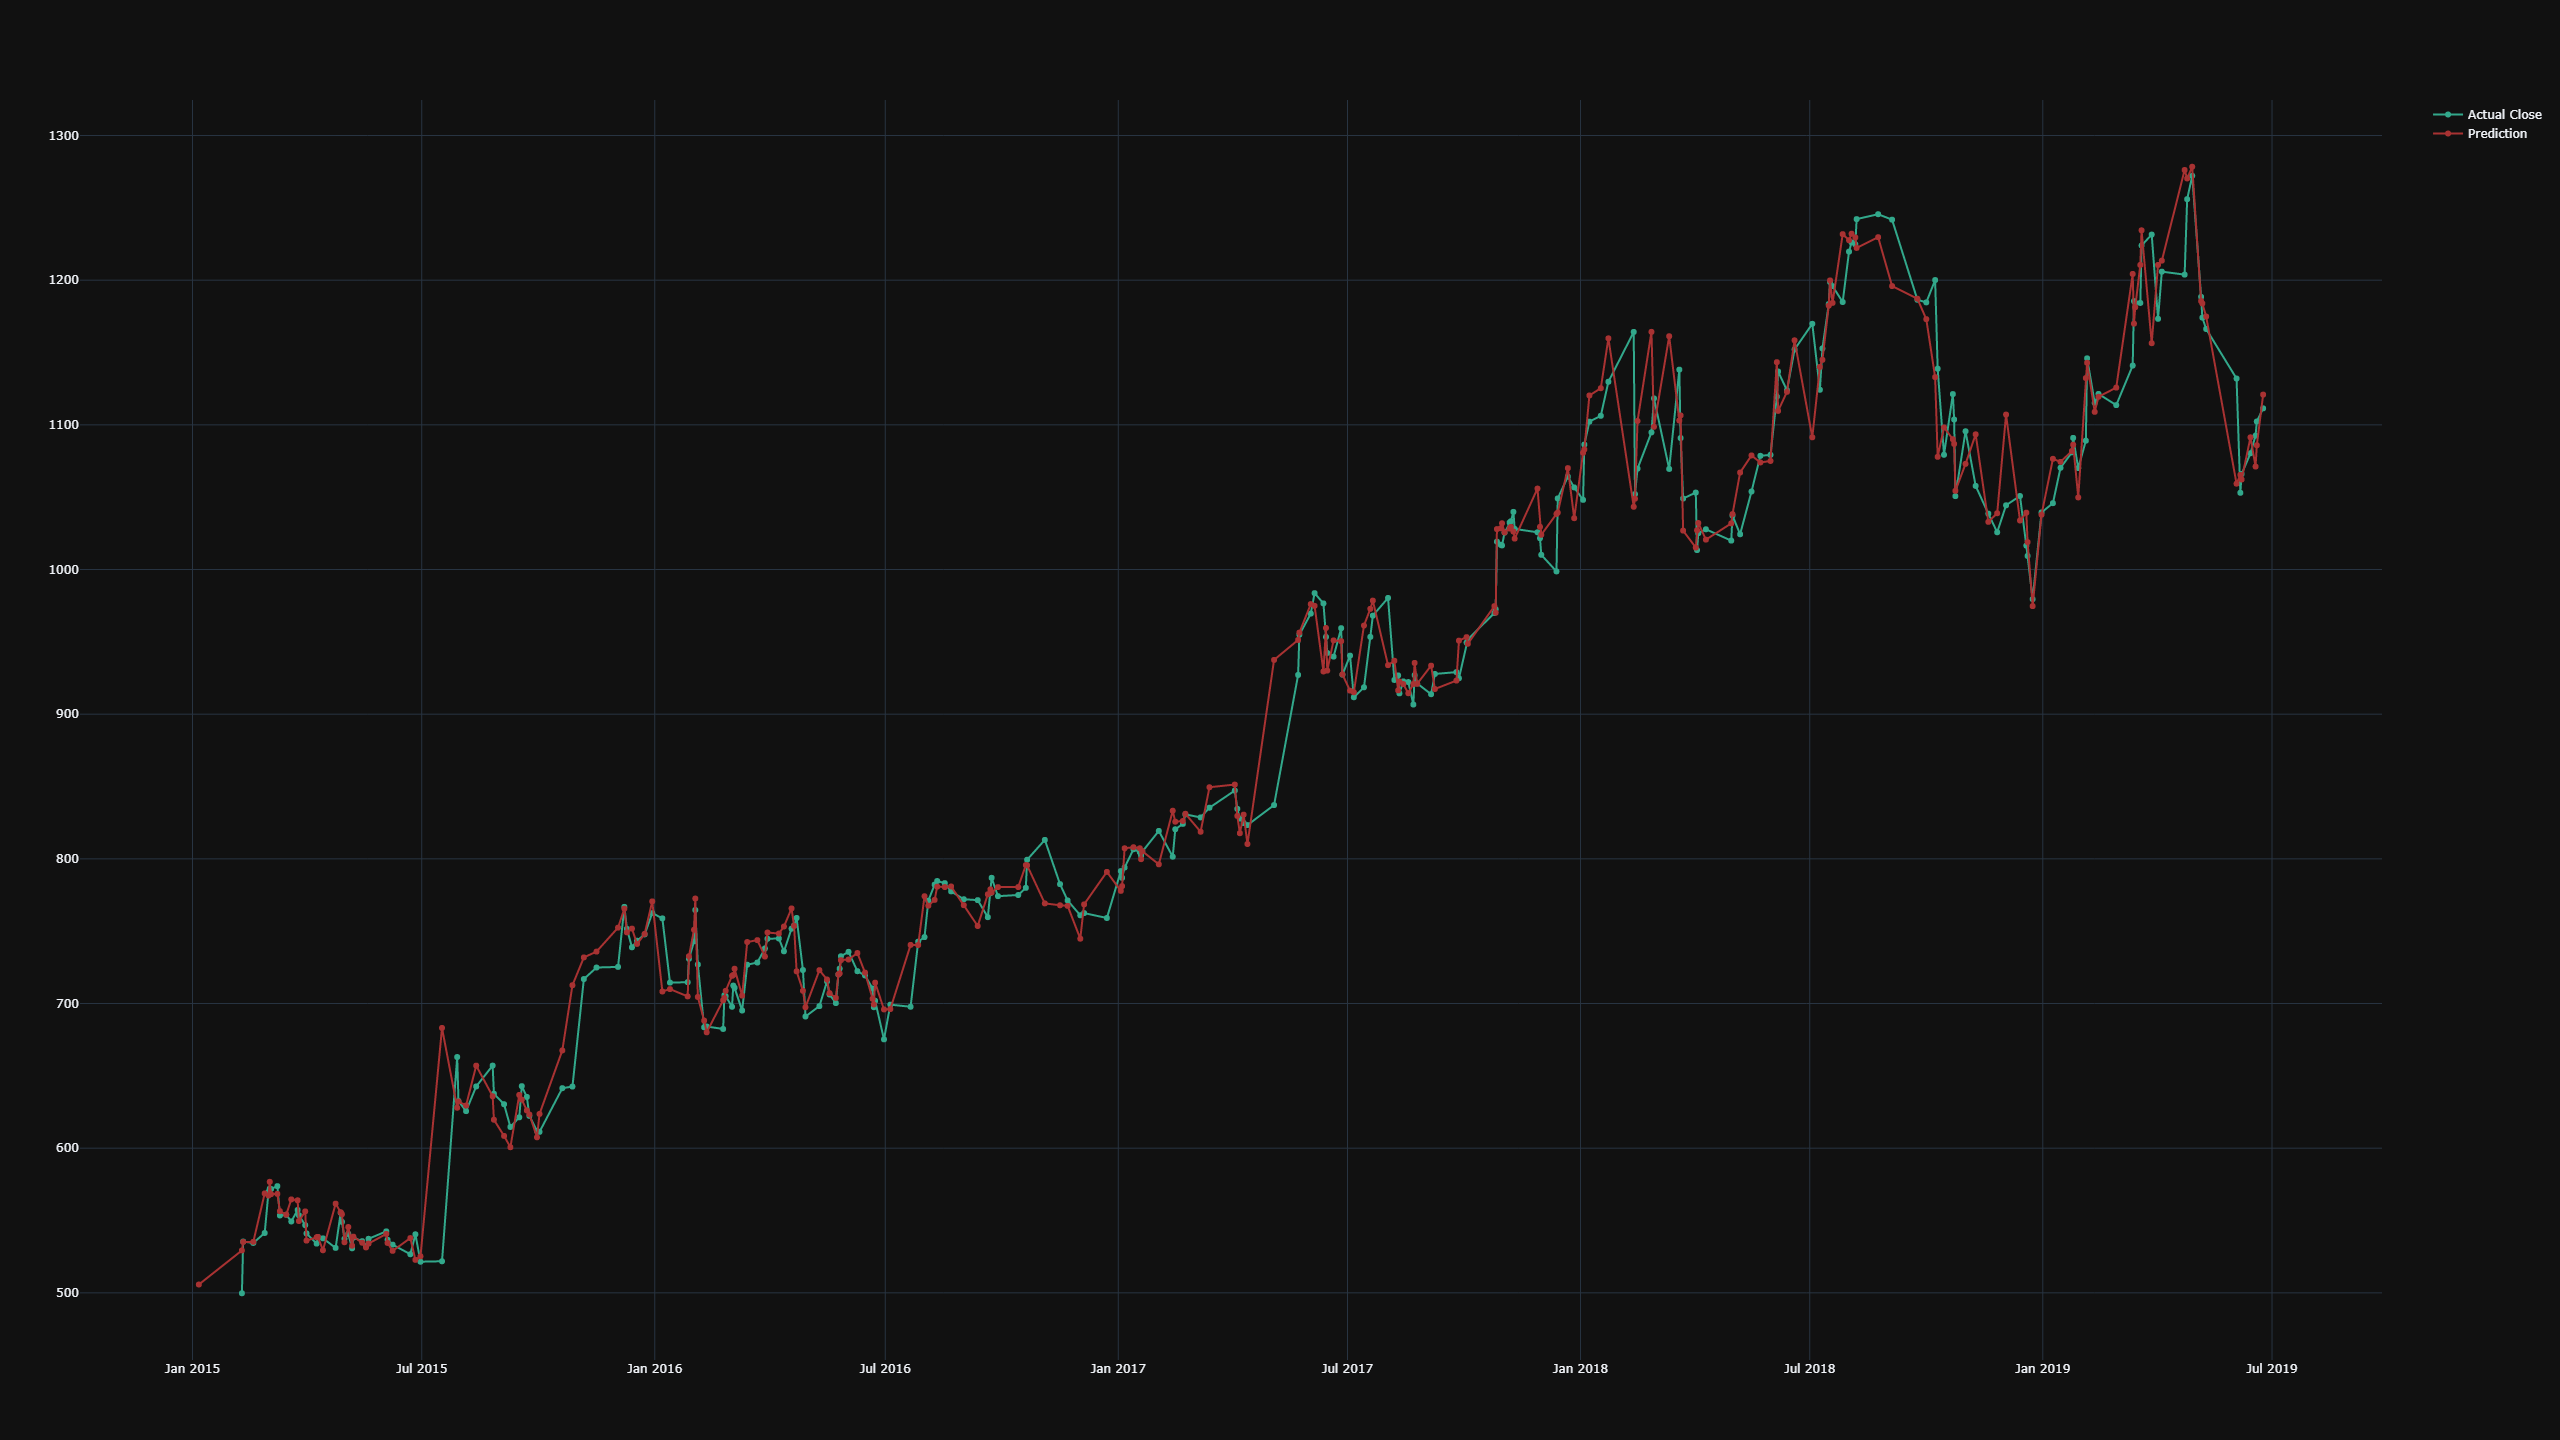 Actual Close
Prediction
1300
1200
1100
1000
900
800
700
600
500
Jan 2015
Jul 2015
Jan 2016
Jul 2016
Jan 2017
Jul 2017
Jan 2018
Jul 2018
Jan 2019
Jul 2019